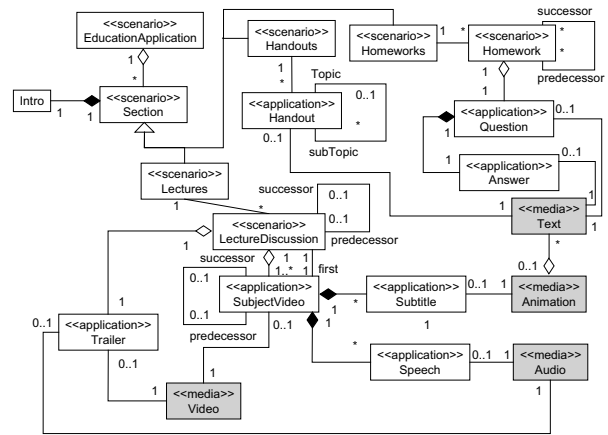 <<scenario>>
EducationApplication
1
*
Intro
1
1
<<scenario>>
Section
<<scenario>>
Handouts
1
*
<<application>>
Handout
0..1
Topic
0..1
*
subTopic
<<scenario>>
Homeworks
1
*
<<scenario>>
Homework
successor
*
*
predecessor
1
1
<<application>>
Question
0..1
1
1
<<application>>
Answer
0..1
<<scenario>>
Lectures
1
*
successor
0..1
0..1
predecessor
<<scenario>>
LectureDiscussion
1
1
1
1
<<media>>
Text
1
1
*
0..1
successor
0..1
0..1
predecessor
1..*
1
first
<<application>>
SubjectVideo
0..1
1
*
<<application>>
Subtitle
0..1
1
1
<<media>>
Animation
1
0..1
<<application>>
Trailer
0..1
1
1
<<media>>
Video
1
*
<<application>>
Speech
0..1
1
<<media>>
Audio
1